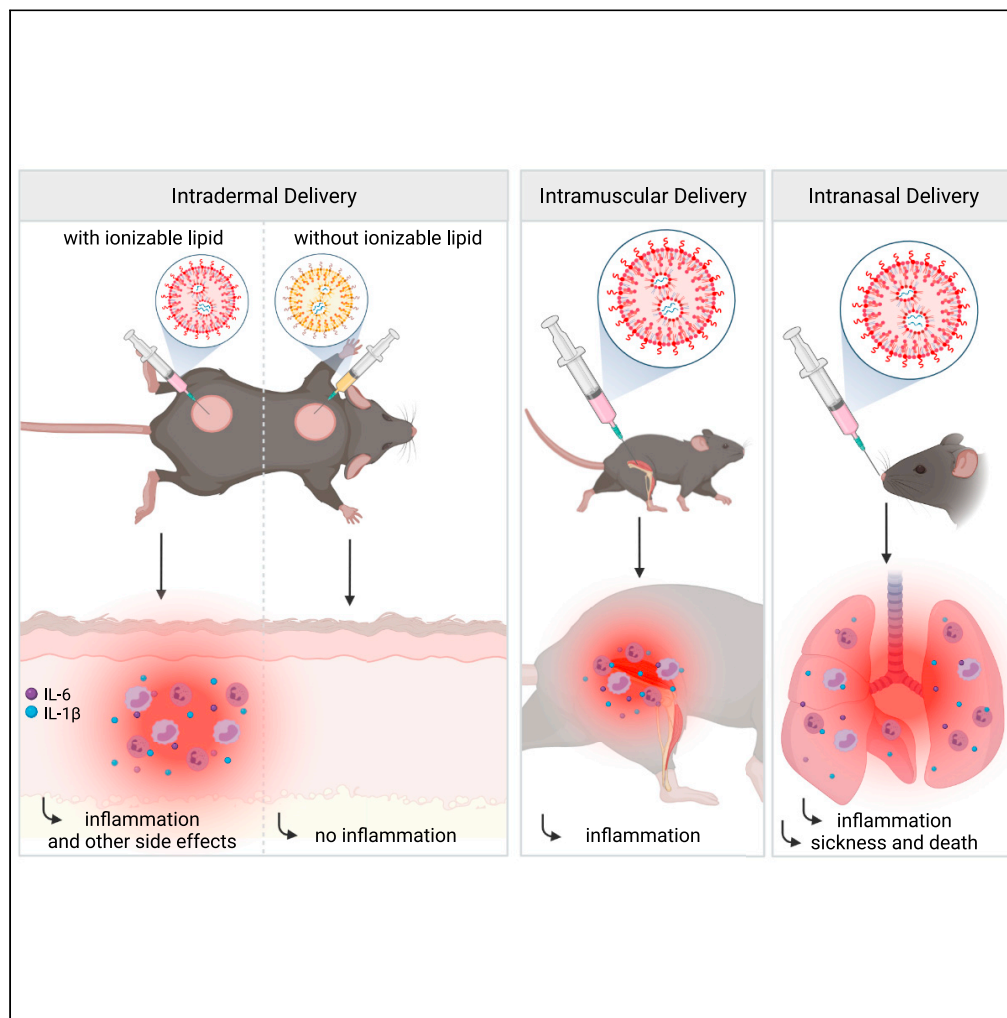 Intradermal Delivery
with ionizable lipid
without ionizable lipid
IL-6
IL-1β
inflammation
and other side effects
no inflammation
Intramuscular Delivery
inflammation
Intranasal Delivery
inflammation
sickness and death